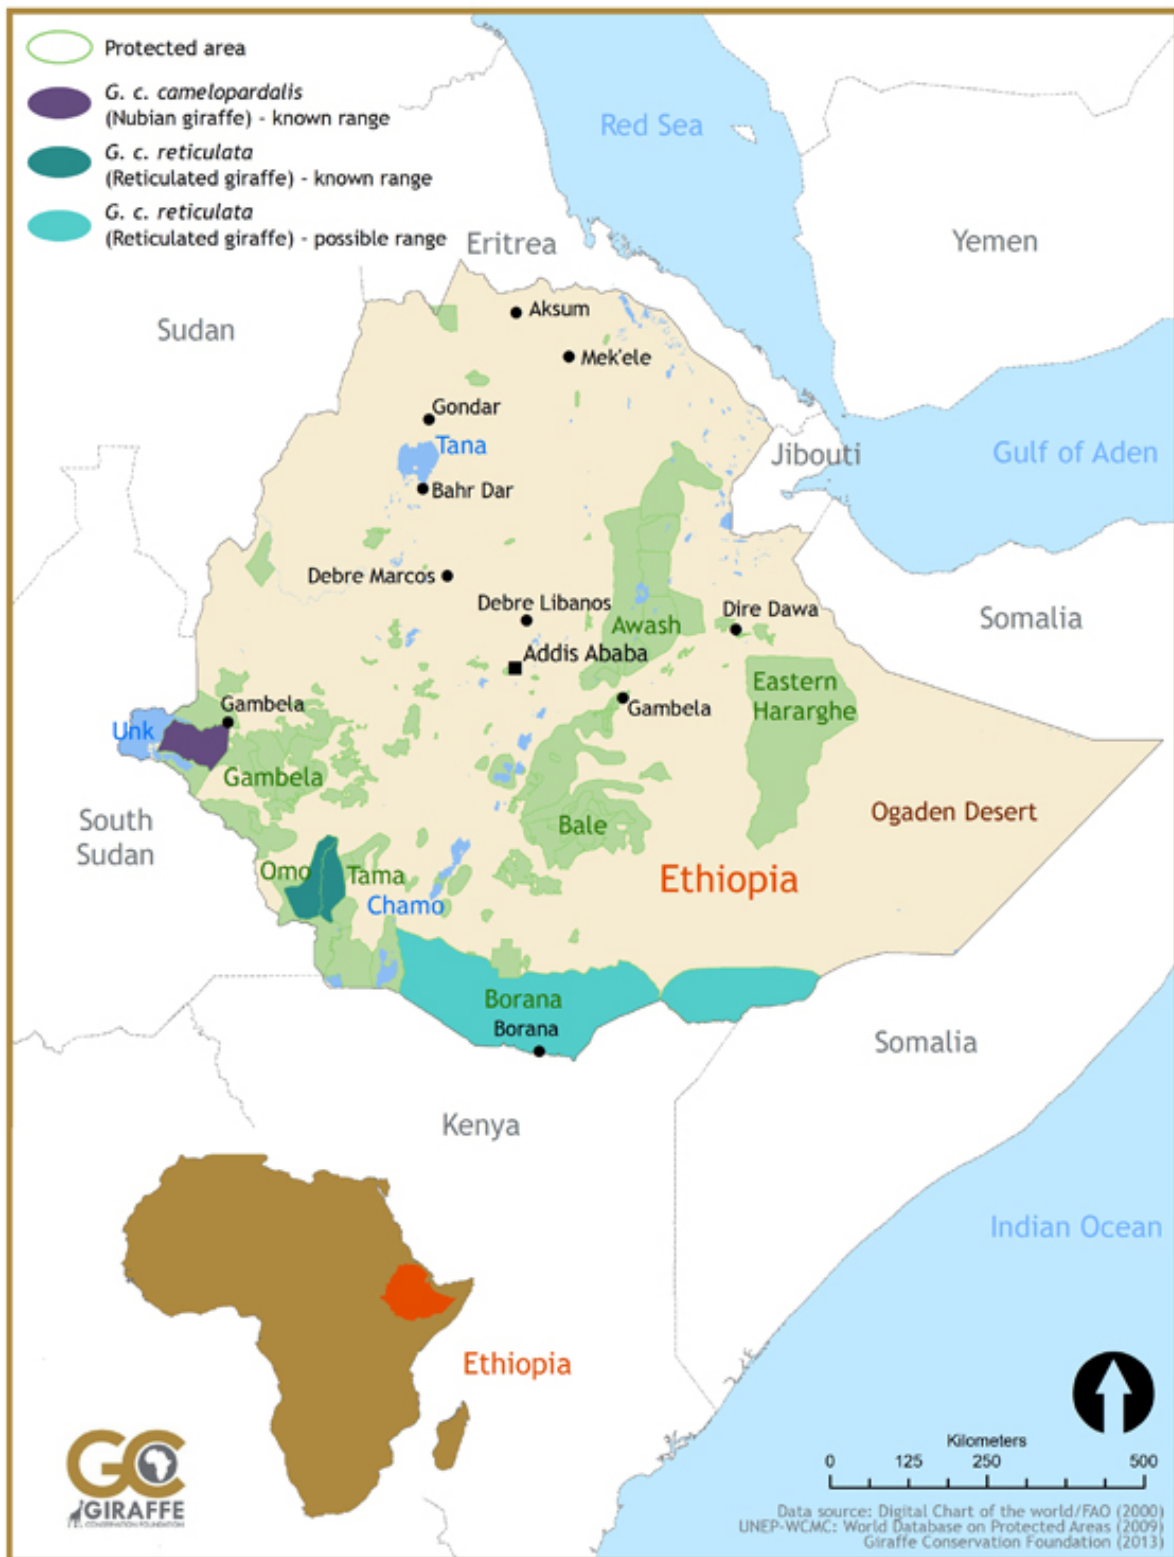 Protected area
G. c. camelopardalis
(Nubian giraffe) - known range
G. c. reticulata
(Reticulated giraffe) - known range
G. c. reticulata
(Reticulated giraffe) - possible range
Red Sea
Eritrea
Yemen
Sudan
Aksum
Mek'ele
Gondar
Tana
Jibouti
Gulf of Aden
Bahr Dar
Debre Marcos
Debre Libanos
Dire Dawa
Somalia
Awash
Addis Ababa
Eastern
Hararghe
Gambela
Gambela
Unk
Gambela
South
Sudan
Bale
Ogaden Desert
Omo
Tama
Ethiopia
Chamo
Borana
Borana
Somalia
Kenya
Indian Ocean
Ethiopia
GC
GIRAFFE
CONSERVATION FOUNDATION
Kilometers
0 125 250 500
Data source: Digital Chart of the world/FAO (2000)
UNEP-WCMC: World Database on Protected Areas (2009)
Giraffe Conservation Foundation (2013)